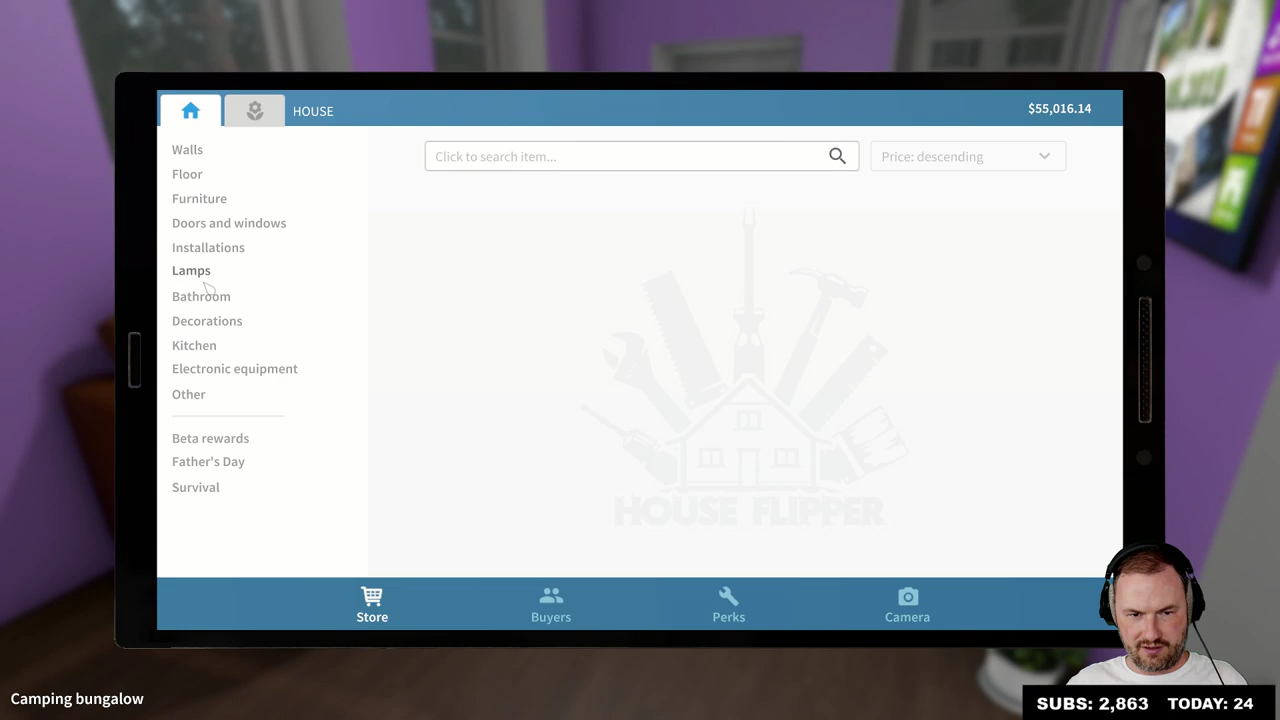 HOUSE
$55,016.14
Walls
Floor
Furniture
Doors and windows
Installations
Lamps
Bathroom
Decorations
Kitchen
Electronic equipment
Other
Beta rewards
Father's Day
Survival
Click to search item...
Price: descending
HOUSE FLIPPER
Store
Buyers
Perks
Camera
Camping bungalow
SUBS: 2,863 TODAY: 24